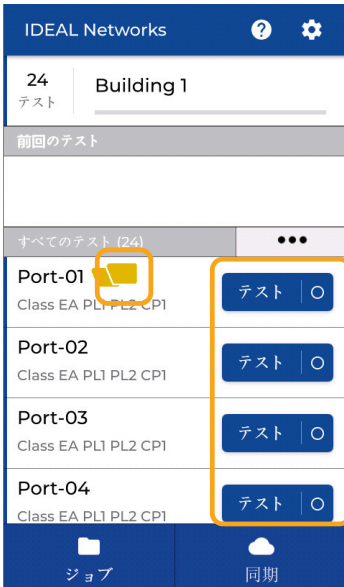 IDEAL Networks
24
テスト
Building 1
前回のテスト
すべてのテスト (24)
Port-01
Class EA PL1 PL2 CP1
テスト
Port-02
Class EA PL1 PL2 CP1
テスト
Port-03
Class EA PL1 PL2 CP1
テスト
Port-04
Class EA PL1 PL2 CP1
テスト
ジョブ
同期